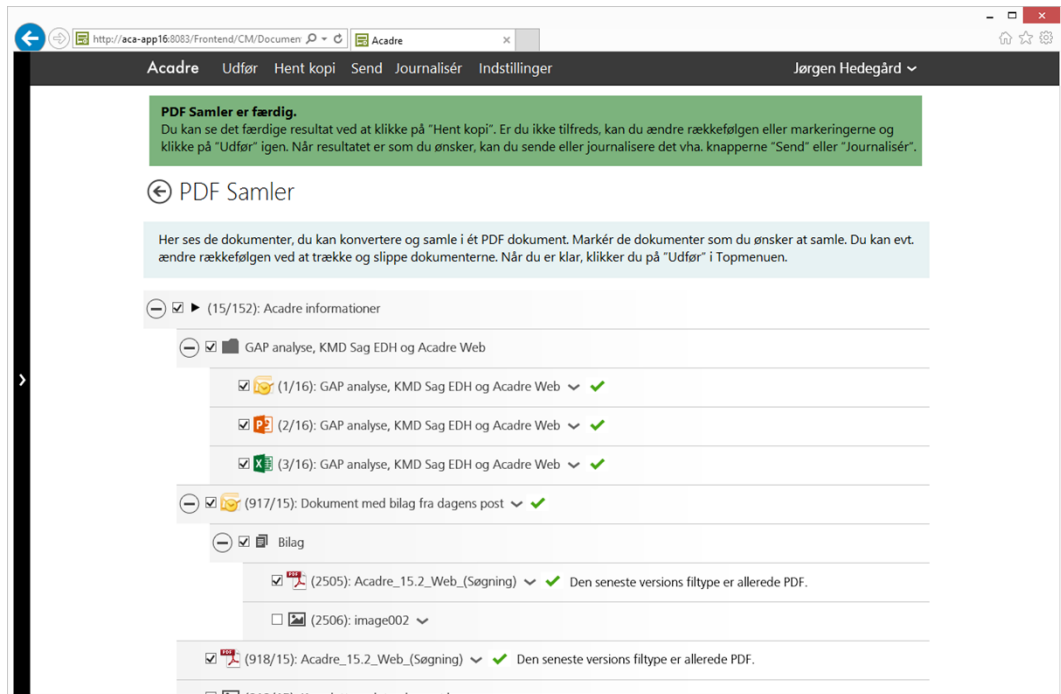 http://aca-app16:8083/Frontend/CM/Documen
Acadre
Acadre Udfør Hent kopi Send Journalisér Indstillinger Jørgen Hedegård
PDF Samler er færdig.
Du kan se det færdige resultat ved at klikke på "Hent kopi". Er du ikke tilfreds, kan du ændre rækkefølgen eller markeringerne og
klikke på "Udfør" igen. Når resultatet er som du ønsker, kan du sende eller journalisere det vha. knapperne "Send" eller "Journalisér".
PDF Samler
Her ses de dokumenter, du kan konvertere og samle i ét PDF dokument. Markér de dokumenter som du ønsker at samle. Du kan evt.
ændre rækkefølgen ved at trække og slippe dokumenterne. Når du er klar, klikker du på "Udfør" i Topmenuen.
(15/152): Acadre informationer
GAP analyse, KMD Sag EDH og Acadre Web
(1/16): GAP analyse, KMD Sag EDH og Acadre Web
(2/16): GAP analyse, KMD Sag EDH og Acadre Web
(3/16): GAP analyse, KMD Sag EDH og Acadre Web
(917/15): Dokument med bilag fra dagens post
Bilag
(2505): Acadre_15.2_Web_(Søgning) Den seneste versions filtype er allerede PDF.
(2506): image002
(918/15): Acadre_15.2_Web_(Søgning) Den seneste versions filtype er allerede PDF.